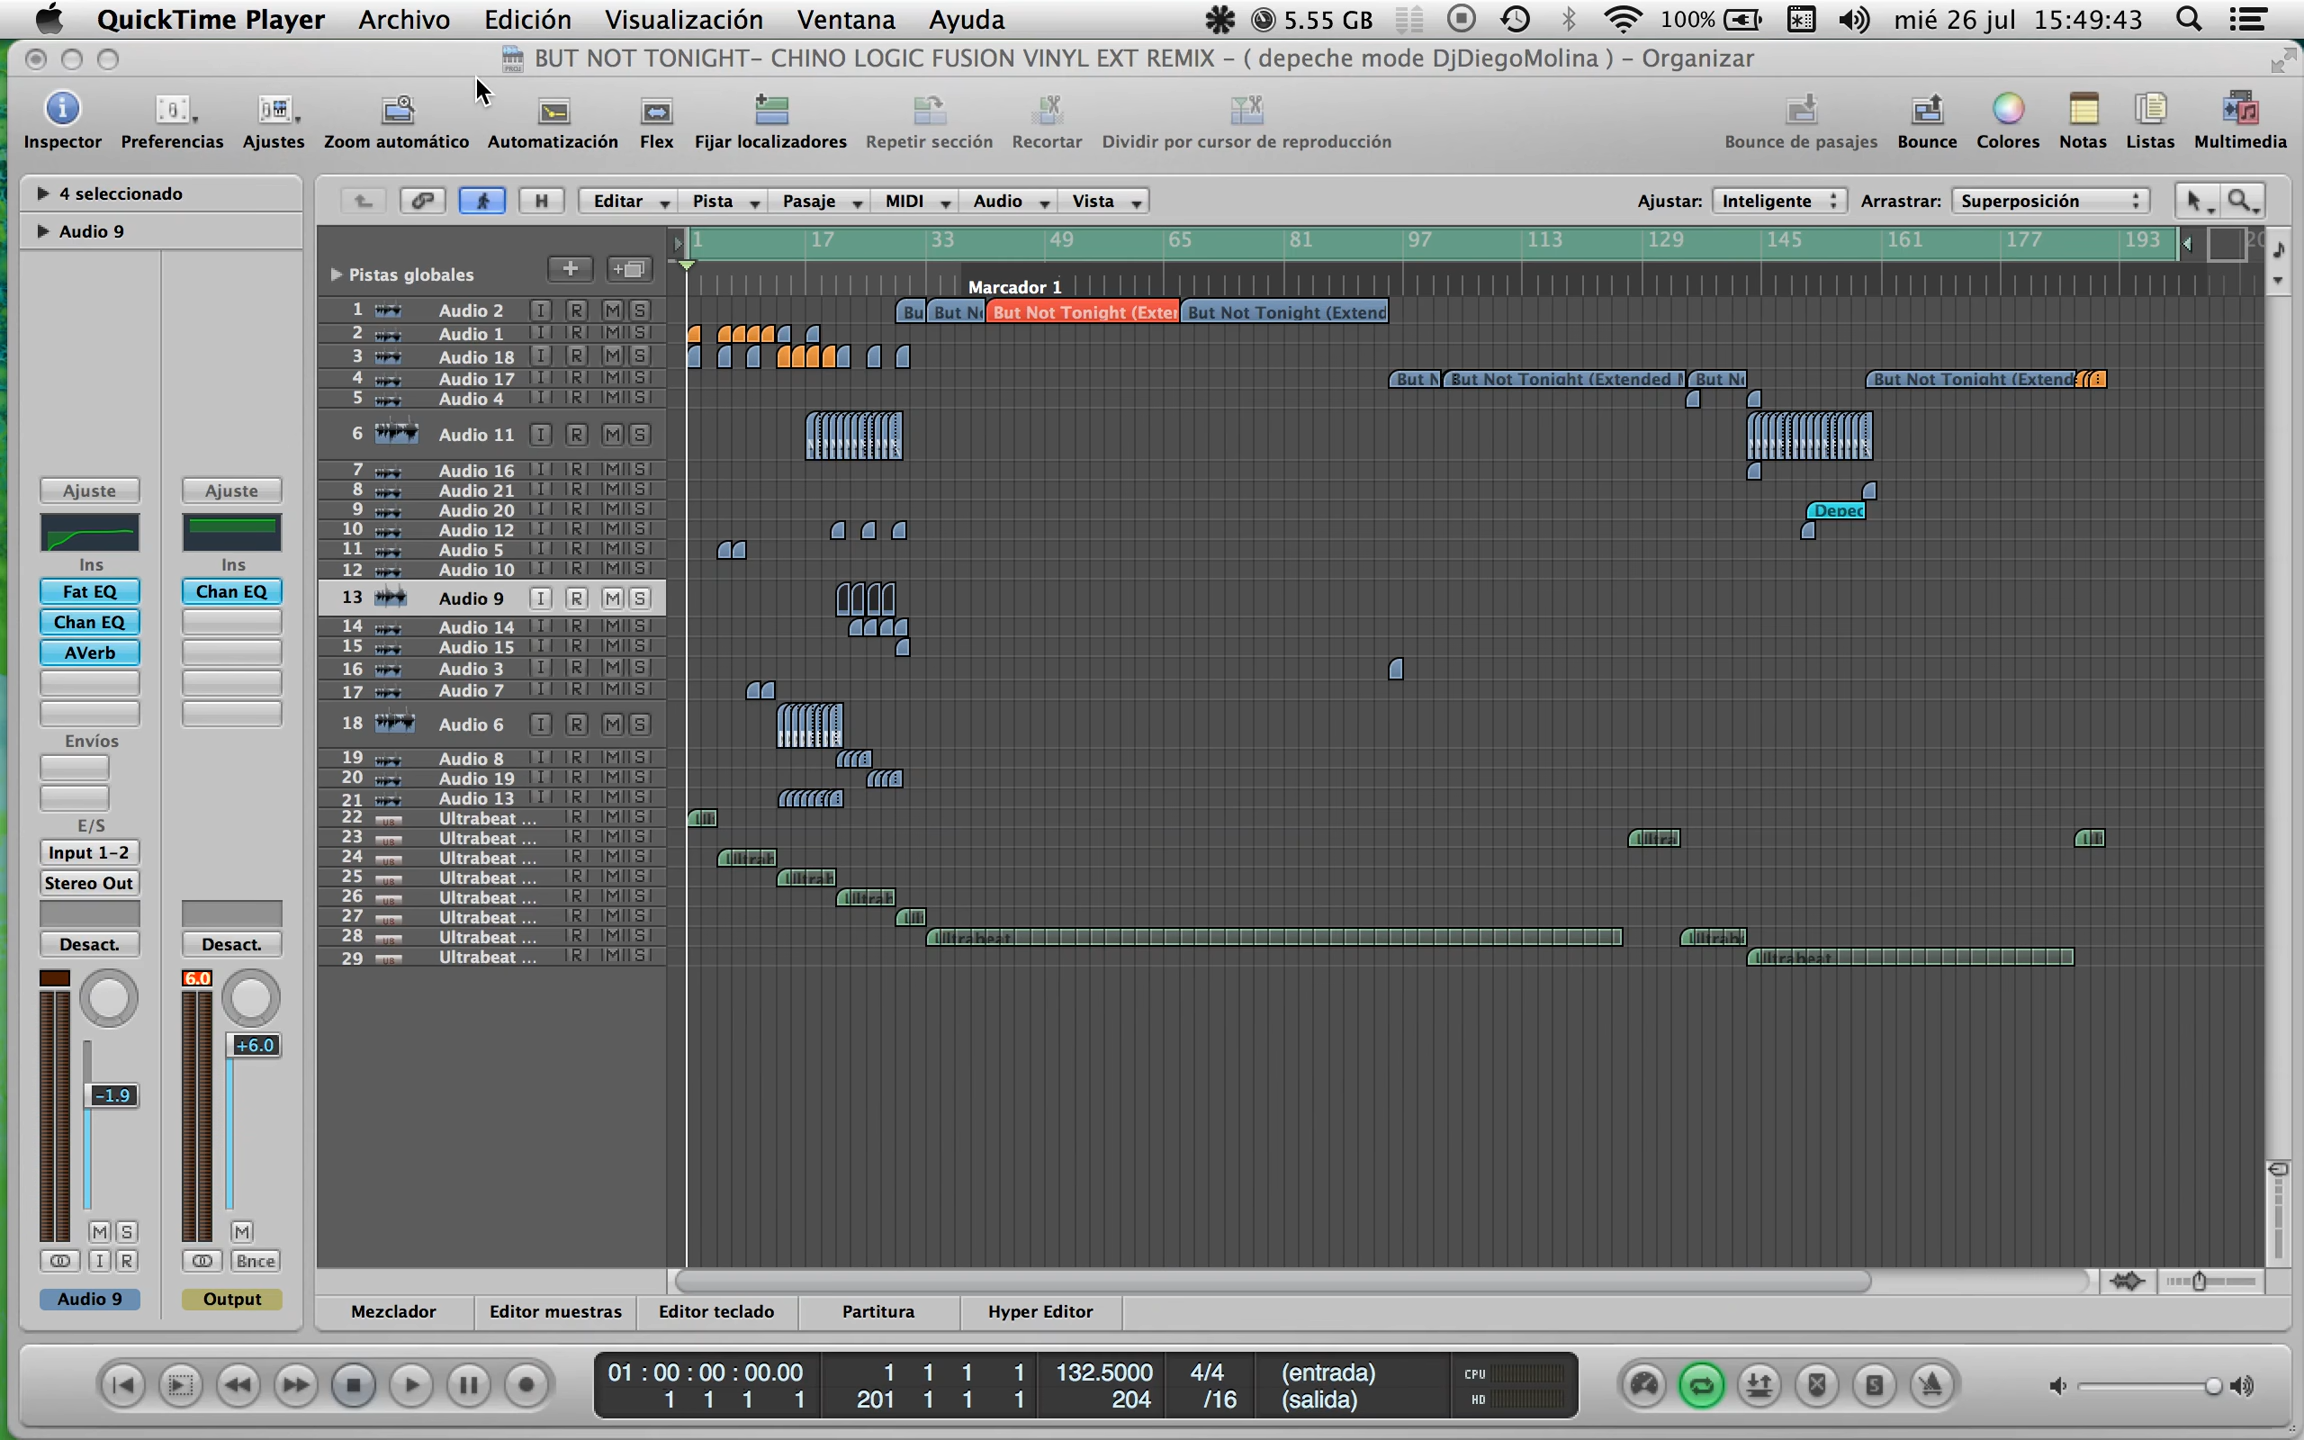 QuickTime Player Archivo Edición Visualización Ventana Ayuda 5.55 GB 100% mié 26 jul 15:49:43
BUT NOT TONIGHT- CHINO LOGIC FUSION VINYL EXT REMIX - ( depeche mode DjDiegoMolina ) - Organizar
Inspector Preferencias Ajustes Zoom automático Automatización Flex Fijar localizadores Repetir sección Recortar Dividir por cursor de reproducción Bounce de pasajes Bounce Colores Notas Listas Multimedia
4 seleccionado
Audio 9
H Editar Pista Pasaje MIDI Audio Vista Ajustar: Inteligente Arrastrar: Superposición
1 17 33 49 65 81 97 113 129 145 161 177 193
Pistas globales
Marcador 1
1 Audio 2 I R M S Bu But N But Not Tonight (Exter But Not Tonight (Extend
2 Audio 1 I R M S
3 Audio 18 I R M S
4 Audio 17 I R M S But N But Not Tonight (Extended But N But Not Tonight (Extend
5 Audio 4 I R M S
6 Audio 11 I R M S
7 Audio 16 I R M S
8 Audio 21 I R M S
9 Audio 20 I R M S Depec
10 Audio 12 I R M S
11 Audio 5 I R M S
12 Audio 10 I R M S
13 Audio 9 I R M S
14 Audio 14 I R M S
15 Audio 15 I R M S
16 Audio 3 I R M S
17 Audio 7 I R M S
18 Audio 6 I R M S
19 Audio 8 I R M S
20 Audio 19 I R M S
21 Audio 13 I R M S
22 Ultrabeat ... R M S
23 Ultrabeat ... R M S Ultra
24 Ultrabeat ... R M S Ultrab
25 Ultrabeat ... R M S Ultrab
26 Ultrabeat ... R M S Ultrab
27 Ultrabeat ... R M S
28 Ultrabeat ... R M S Ultrabeat Ultrab
29 Ultrabeat ... R M S Ultrabeat
Ajuste Ajuste
Ins Ins
Fat EQ Chan EQ
Chan EQ
AVerb
Envíos
E/S
Input 1-2
Stereo Out
Desact. Desact.
6.0
+6.0
-1.9
M S M
I R Bnce
Audio 9 Output
Mezclador Editor muestras Editor teclado Partitura Hyper Editor
01 : 00 : 00 : 00.00 1 1 1 1 132.5000 4/4 (entrada) CPU
1 1 1 1 201 1 1 1 204 /16 (salida) HD
S